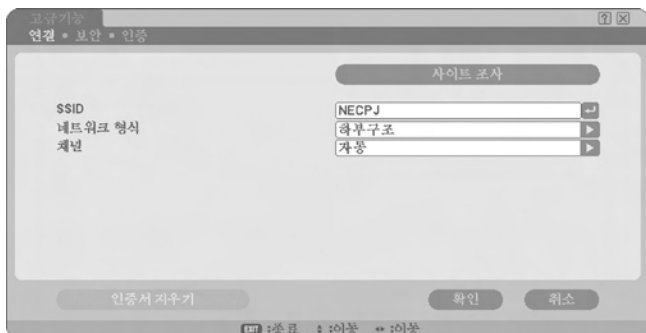 고급기능
연결 • 보안 • 인증
사이트 조사
SSID NECPJ
네트워크 형식 하부구조
채널 자동
인증서 지우기 확인 취소
EXIT :종료 :이동 :이동